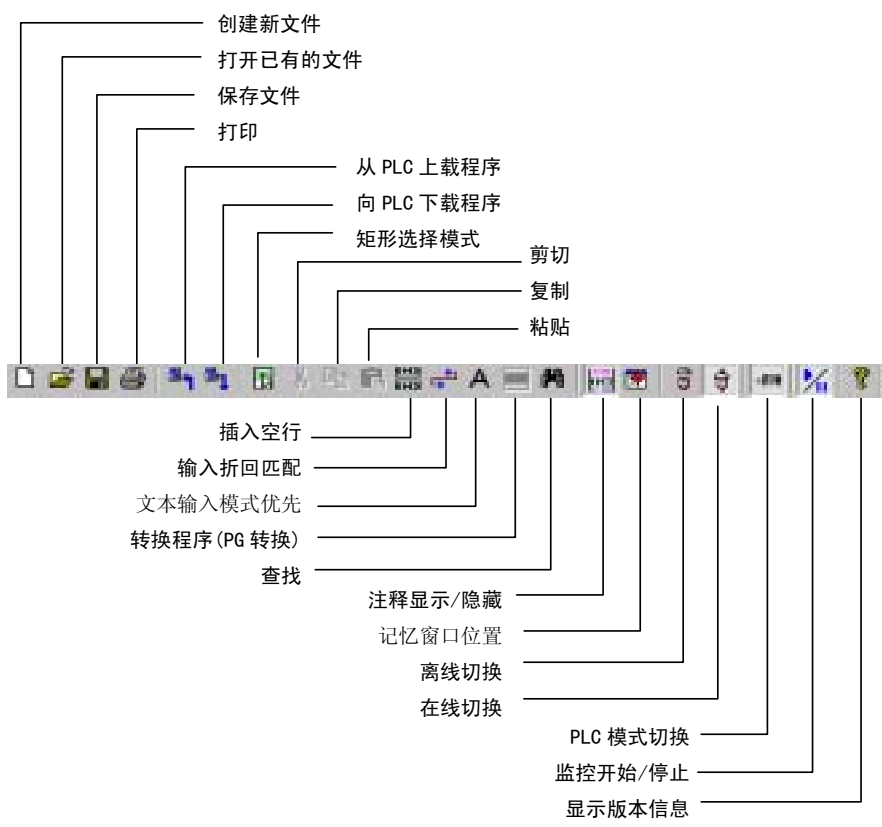 创建新文件
打开已有的文件
保存文件
打印
从 PLC 上载程序
向 PLC 下载程序
矩形选择模式
剪切
复制
粘贴
插入空行
输入折回匹配
文本输入模式优先
转换程序(PG 转换)
查找
注释显示/隐藏
记忆窗口位置
离线切换
在线切换
PLC 模式切换
监控开始/停止
显示版本信息